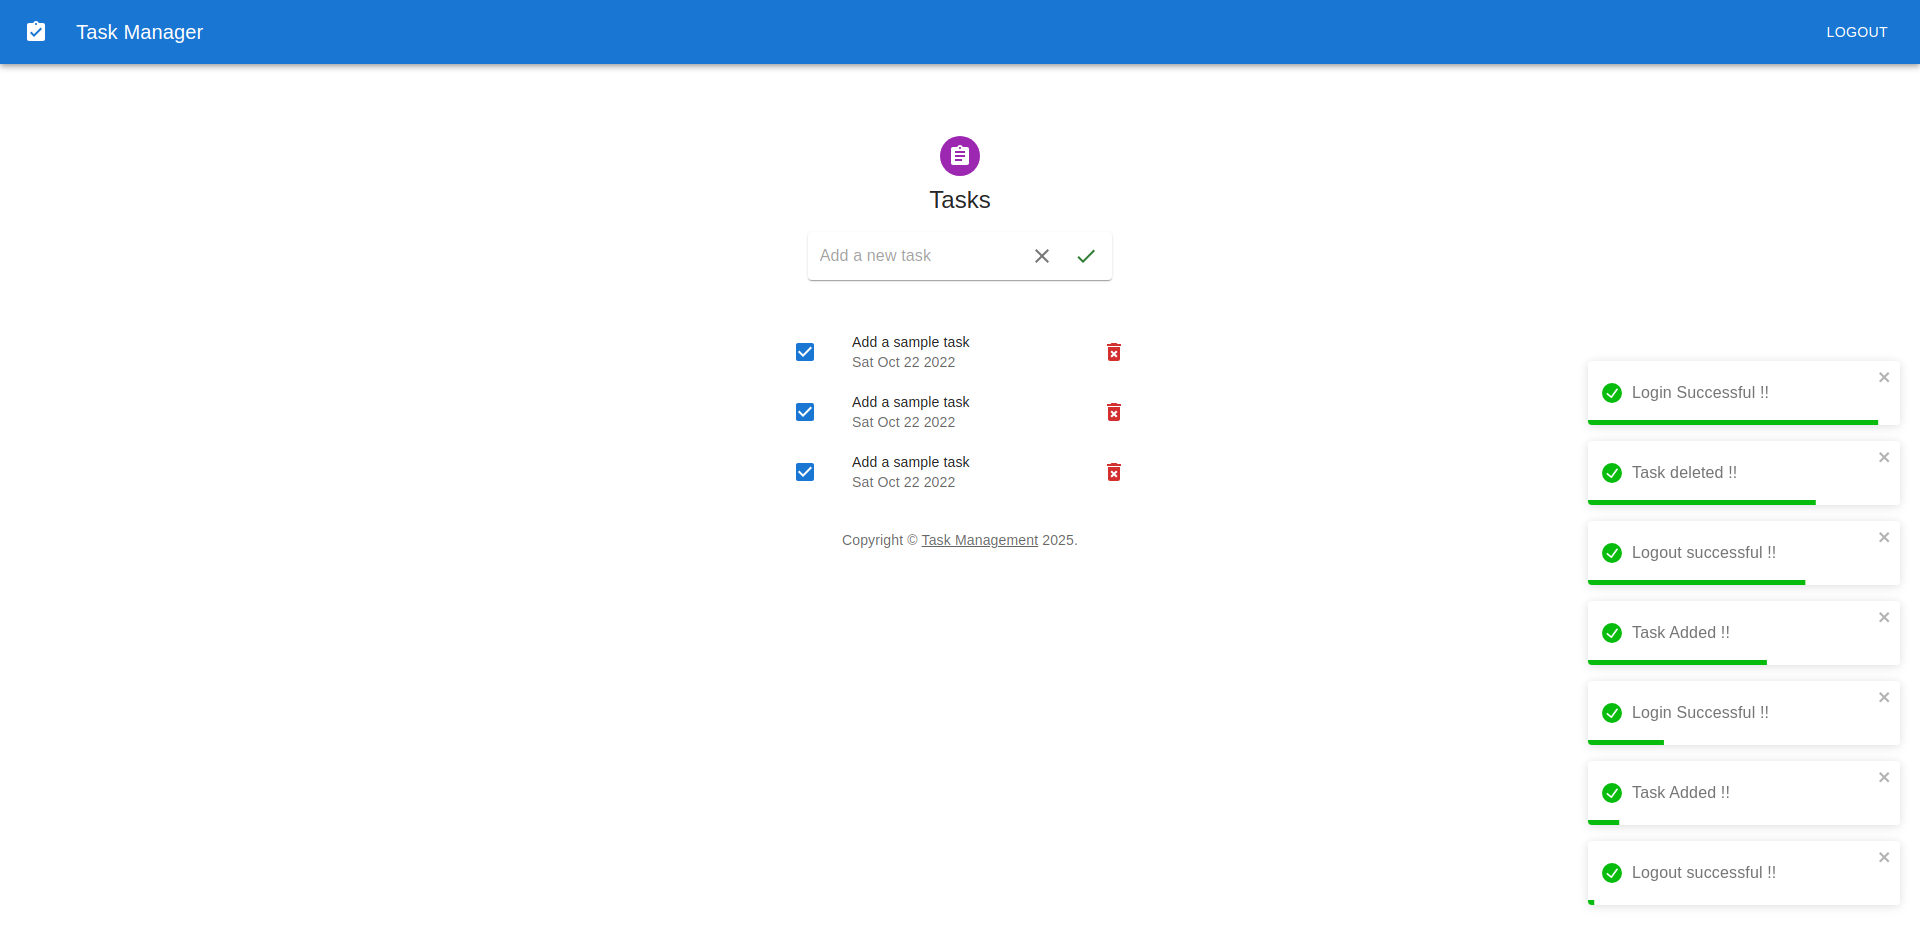 Task Manager
LOGOUT
Tasks
Add a new task
Add a sample task
Sat Oct 22 2022
Add a sample task
Sat Oct 22 2022
Add a sample task
Sat Oct 22 2022
Copyright © Task Management 2025.
Login Successful !!
Task deleted !!
Logout successful !!
Task Added !!
Login Successful !!
Task Added !!
Logout successful !!